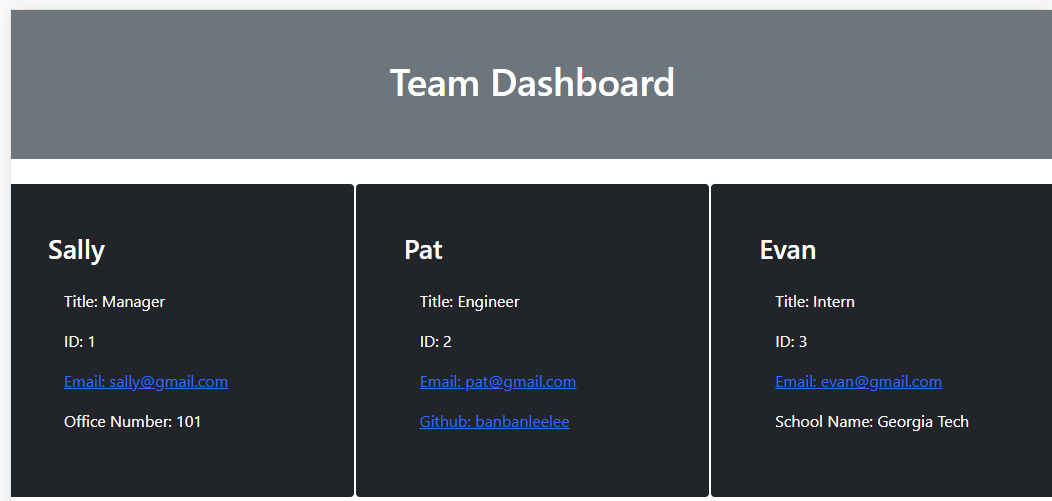 Team Dashboard
Sally
Title: Manager
ID: 1
Email: sally@gmail.com
Office Number: 101
Pat
Title: Engineer
ID: 2
Email: pat@gmail.com
Github: banbanleelee
Evan
Title: Intern
ID: 3
Email: evan@gmail.com
School Name: Georgia Tech